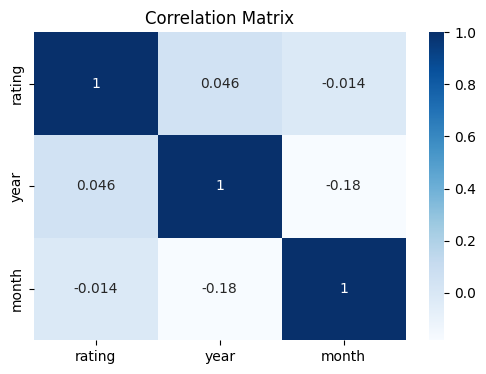 Correlation Matrix
rating
year
month
1 0.046 -0.014
0.046 1 -0.18
-0.014 -0.18 1
rating year month
1.0
0.8
0.6
0.4
0.2
0.0